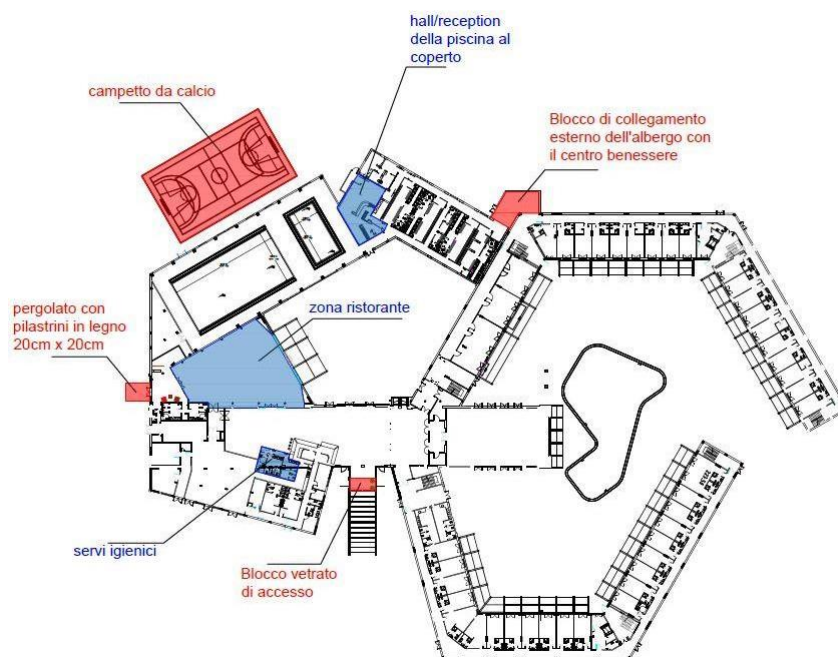 hall/reception
della piscina al
coperto
campetto da calcio
Blocco di collegamento
esterno dell'albergo con
il centro benessere
pergolato con
pilastrini in legno
20cm x 20cm
zona ristorante
servi igienici
Blocco vetrato
di accesso